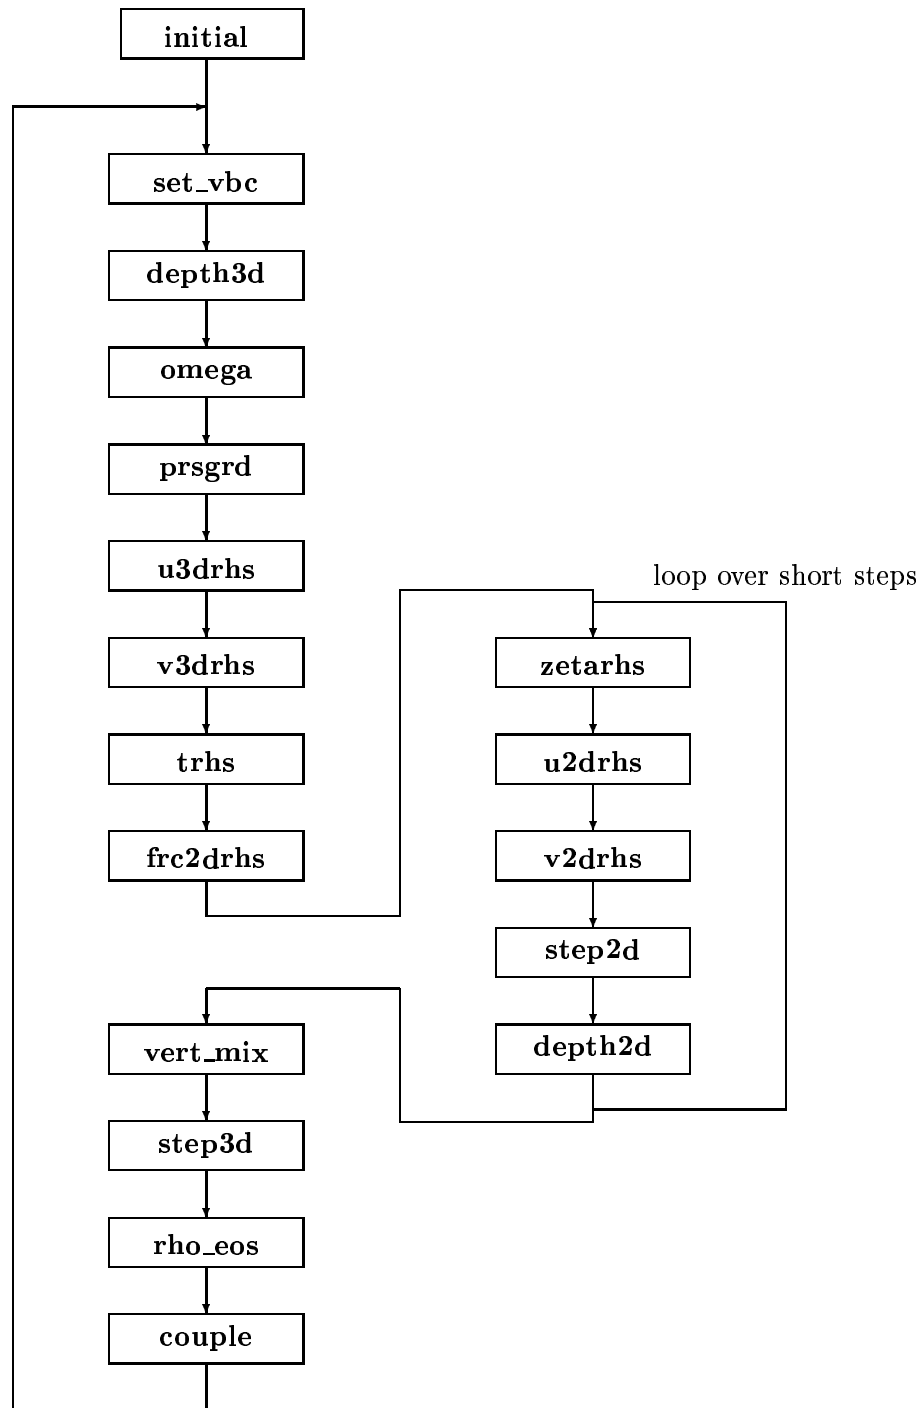 initial
set_vbc
depth3d
omega
prsgrd
u3drhs
v3drhs
trhs
frc2drhs
loop over short steps
zetarhs
u2drhs
v2drhs
step2d
depth2d
vert_mix
step3d
rho_eos
couple